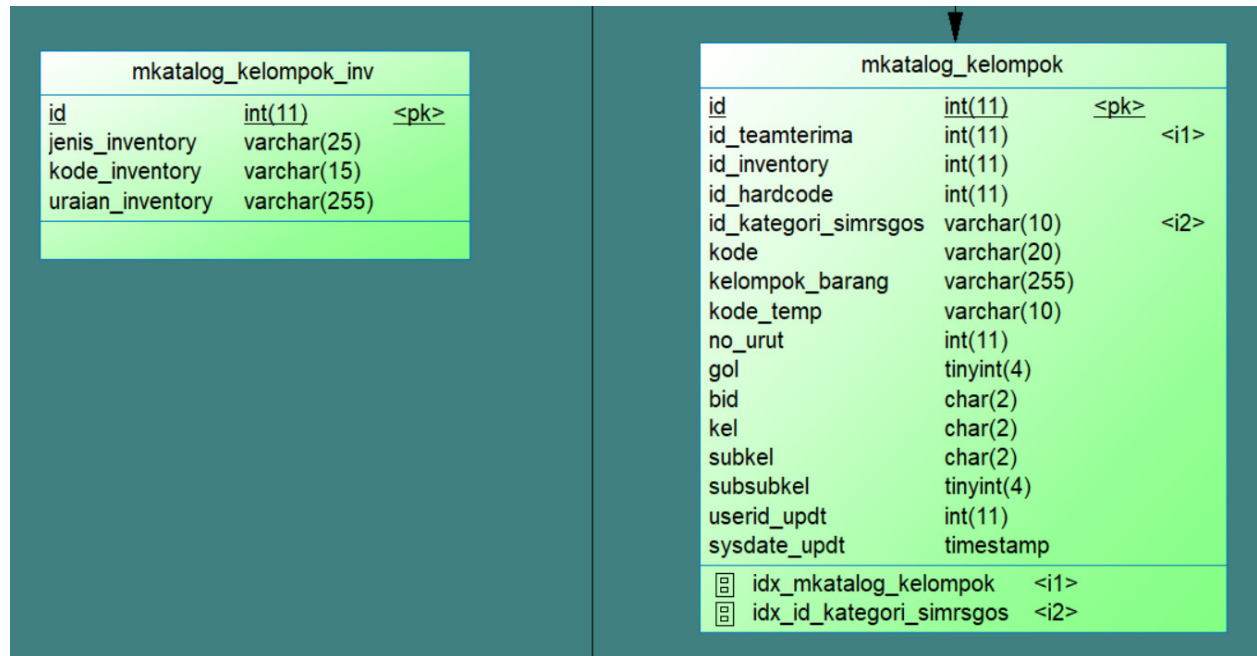 mkatalog_kelompok_inv
id int(11) <pk>
jenis_inventory varchar(25)
kode_inventory varchar(15)
uraian_inventory varchar(255)
mkatalog_kelompok
id int(11) <pk>
id_teamterima int(11) <i1>
id_inventory int(11)
id_hardcode int(11)
id_kategori_simrsgos varchar(10) <i2>
kode varchar(20)
kelompok_barang varchar(255)
kode_temp varchar(10)
no_urut int(11)
gol tinyint(4)
bid char(2)
kel char(2)
subkel char(2)
subsubkel tinyint(4)
userid_updt int(11)
sysdate_updt timestamp
idx_mkatalog_kelompok <i1>
idx_id_kategori_simrsgos <i2>